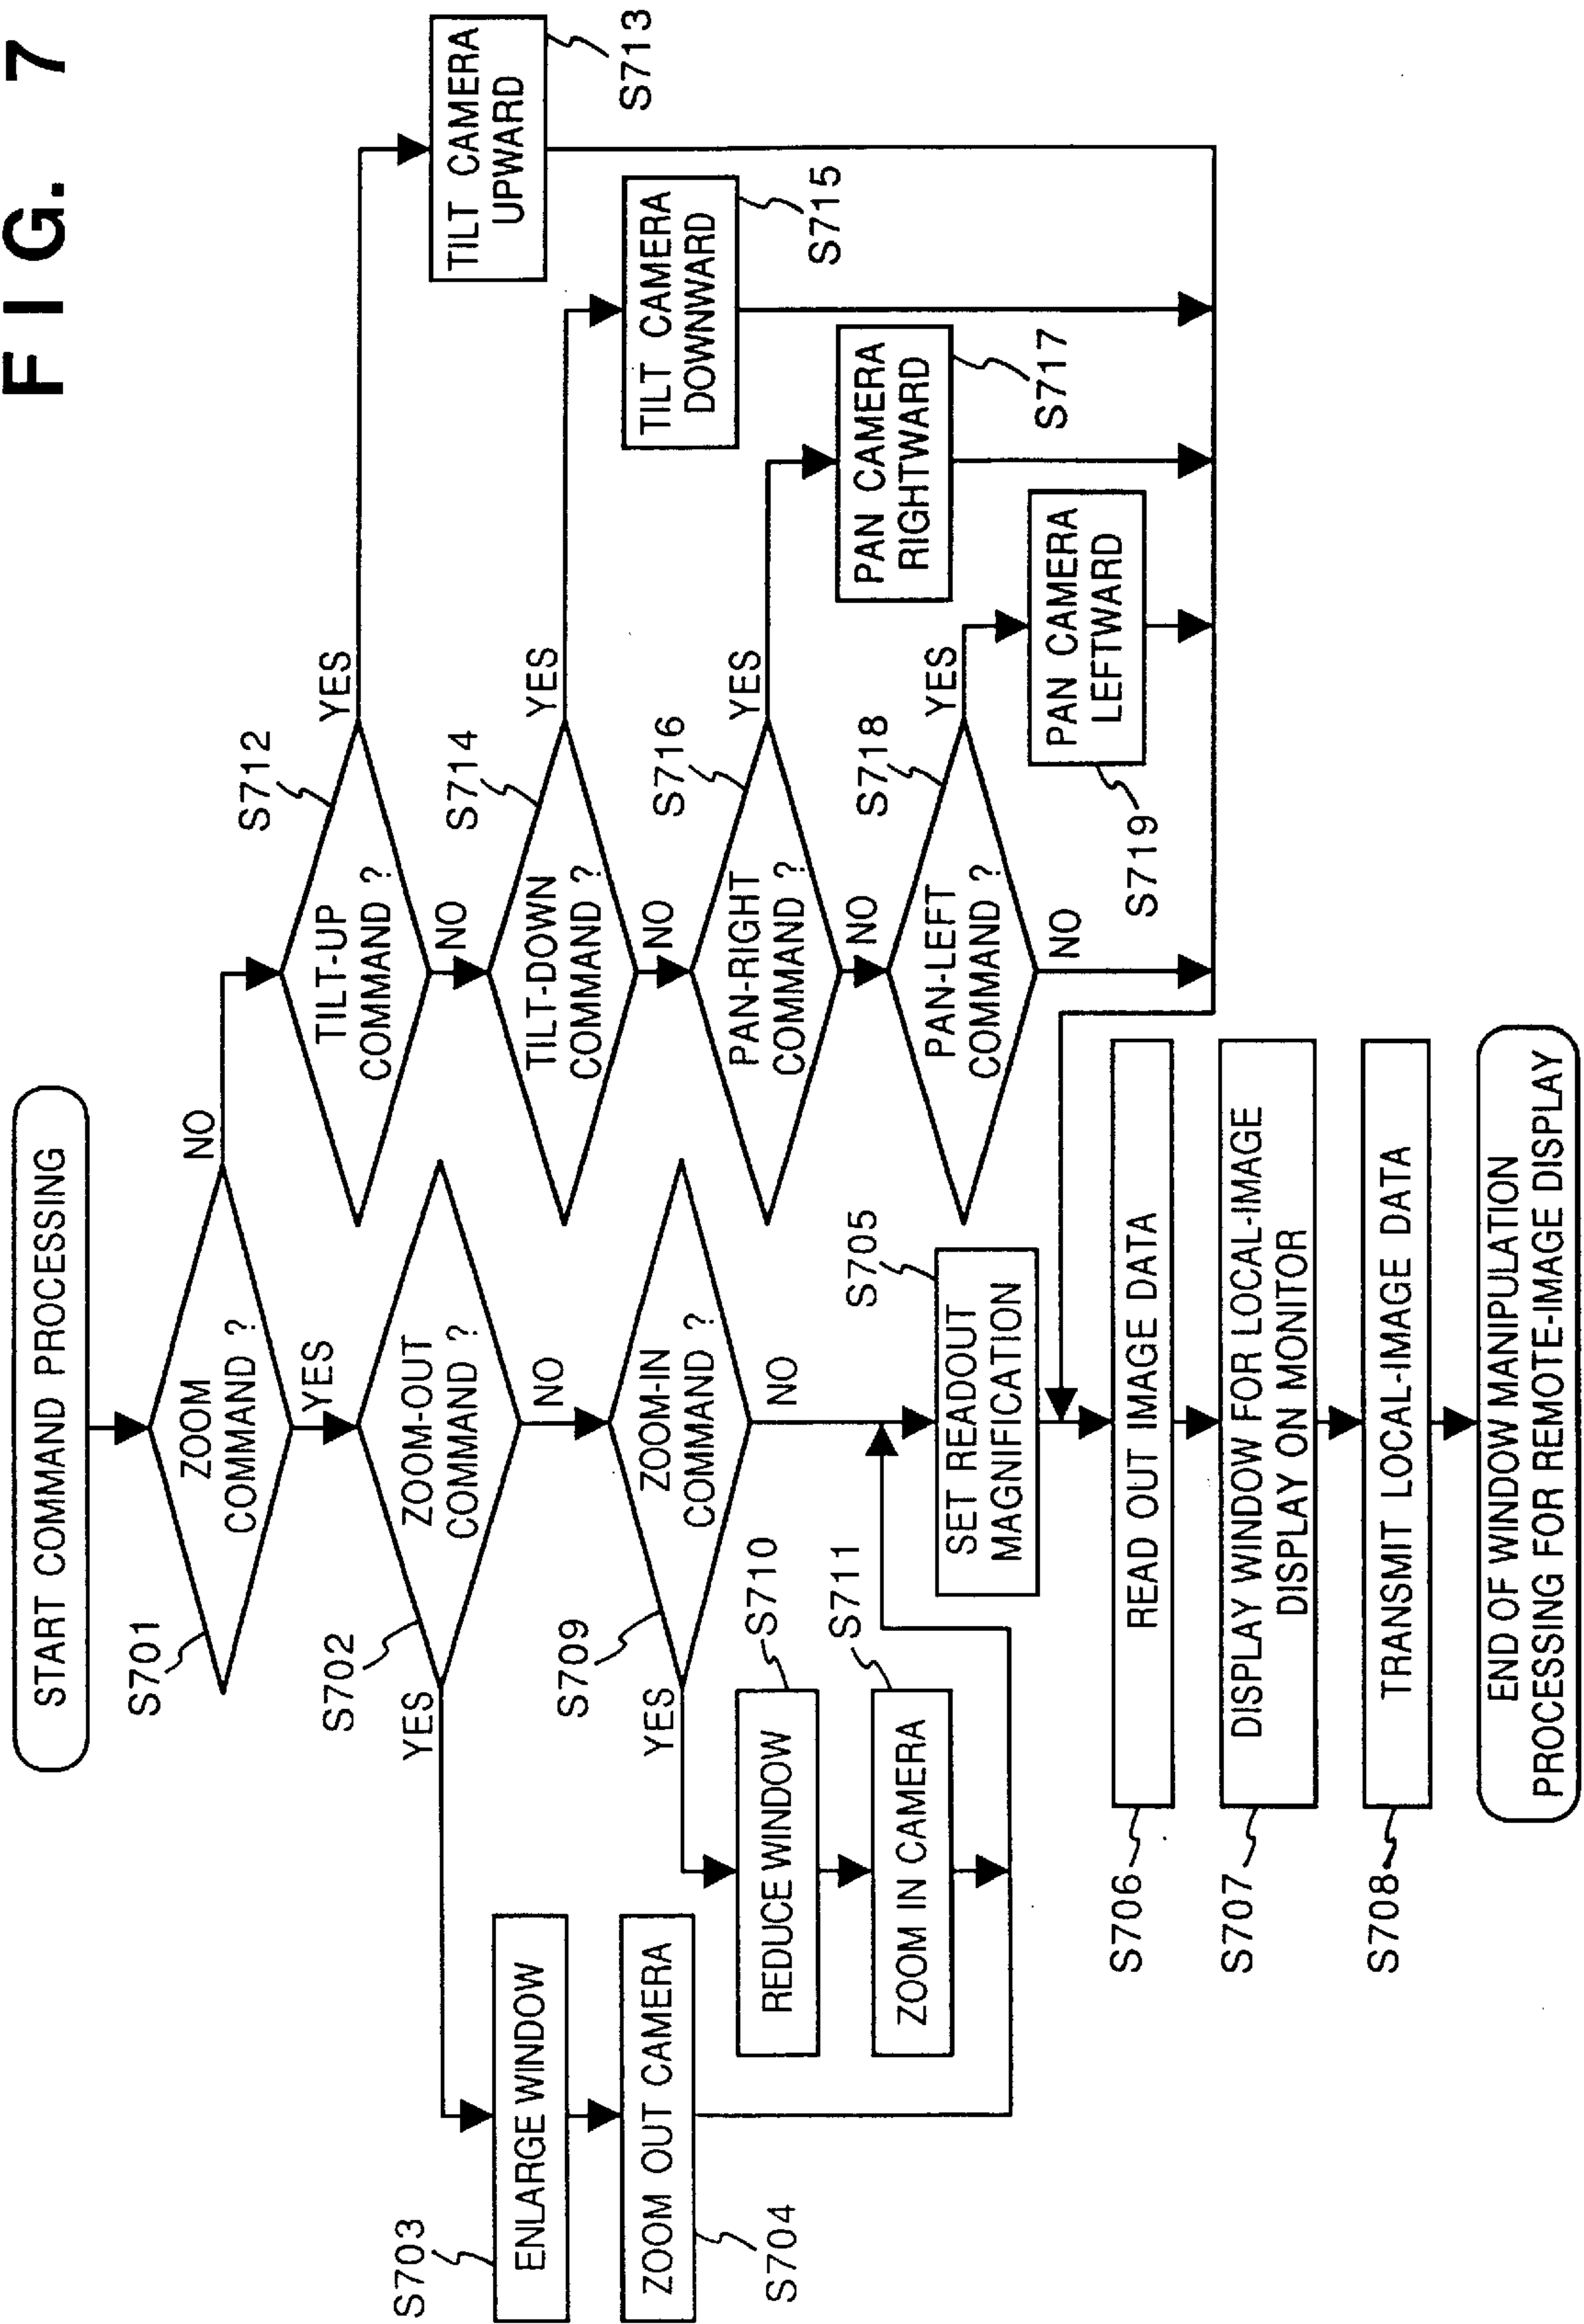 FIG. 7
START COMMAND PROCESSING
S701
ZOOM
COMMAND ?
NO
YES
S702
ZOOM-OUT
COMMAND ?
YES
NO
S703
ENLARGE WINDOW
ZOOM OUT CAMERA
S704
S709
ZOOM-IN
COMMAND ?
YES
NO
REDUCE WINDOW
S710
ZOOM IN CAMERA
S711
S712
TILT-UP
COMMAND ?
YES
NO
TILT CAMERA
UPWARD
S713
S714
TILT-DOWN
COMMAND ?
YES
NO
TILT CAMERA
DOWNWARD
S715
S716
PAN-RIGHT
COMMAND ?
YES
NO
PAN CAMERA
RIGHTWARD
S717
S718
PAN-LEFT
COMMAND ?
YES
NO
PAN CAMERA
LEFTWARD
S719
S705
SET READOUT
MAGNIFICATION
S706
READ OUT IMAGE DATA
S707
DISPLAY WINDOW FOR LOCAL-IMAGE
DISPLAY ON MONITOR
S708
TRANSMIT LOCAL-IMAGE DATA
END OF WINDOW MANIPULATION
PROCESSING FOR REMOTE-IMAGE DISPLAY